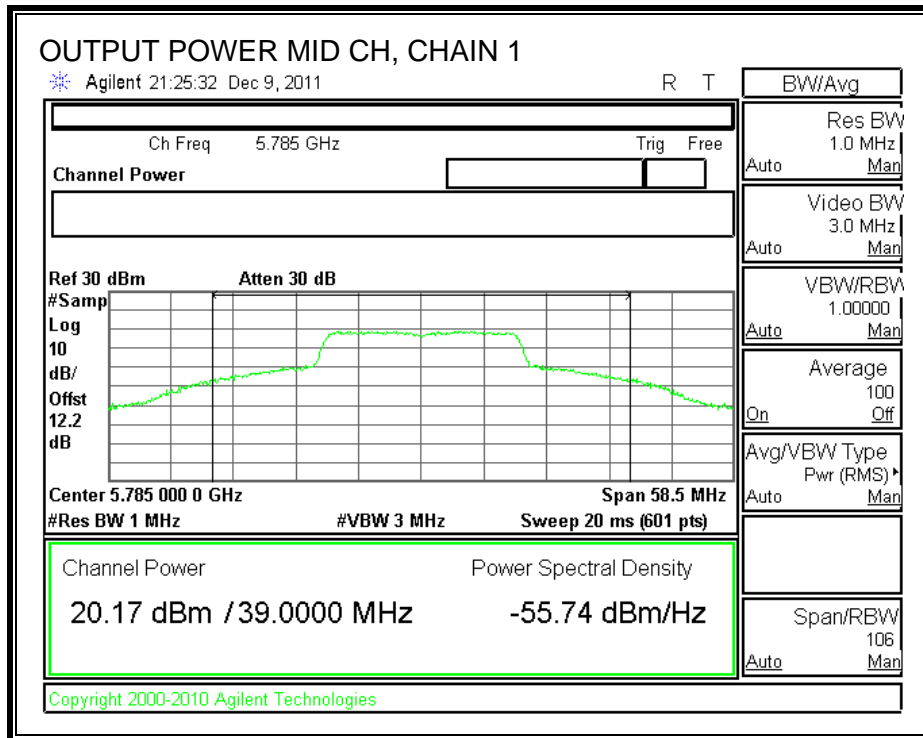 OUTPUT POWER MID CH, CHAIN 1
Agilent 21:25:32 Dec 9, 2011 R T
Ch Freq 5.785 GHz Trig Free
Channel Power
Ref 30 dBm Atten 30 dB
#Samp
Log
10
dB/
Offst
12.2
dB
Center 5.785 000 0 GHz Span 58.5 MHz
#Res BW 1 MHz #VBW 3 MHz Sweep 20 ms (601 pts)
Channel Power Power Spectral Density
20.17 dBm / 39.0000 MHz -55.74 dBm/Hz
Copyright 2000-2010 Agilent Technologies
BW/Avg
Res BW
1.0 MHz
Auto Man
Video BW
3.0 MHz
Auto Man
VBW/RBW
1.00000
Auto Man
Average
100
On Off
Avg/VBW Type
Pwr (RMS)
Auto Man
Span/RBW
106
Auto Man